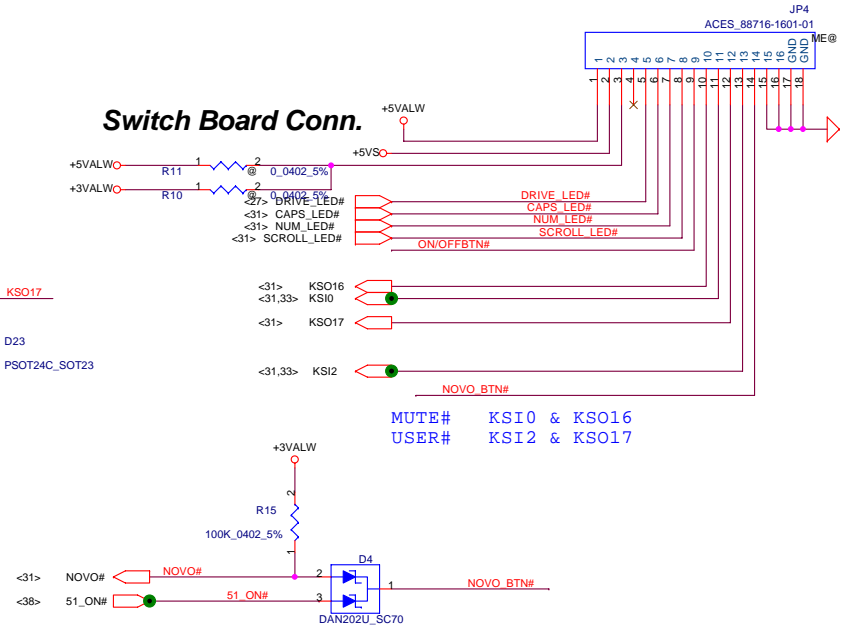 JP4
ACES_88716-1601-01
ME@
1 2 3 4 5 6 7 8 9 10 11 12 13 14 15 16 GND GND
1 2 3 4 5 6 7 8 9 10 11 12 13 14 15 16 17 18
Switch Board Conn.
+5VALW
+5VS
+5VALW
R11
1
2
@
0_0402_5%
+3VALW
R10
1
2
@
0_0402_5%
<27> DRIVE_LED#
DRIVE_LED#
<31> CAPS_LED#
CAPS_LED#
<31> NUM_LED#
NUM_LED#
<31> SCROLL_LED#
SCROLL_LED#
ON/OFFBTN#
<31> KSO16
KSO17
<31,33> KSI0
<31> KSO17
D23
PSOT24C_SOT23
<31,33> KSI2
NOVO_BTN#
MUTE# KSI0 & KSO16
USER# KSI2 & KSO17
+3VALW
2
R15
100K_0402_5%
1
D4
<31> NOVO#
NOVO#
2
1
NOVO_BTN#
<38> 51_ON#
51_ON#
3
DAN202U_SC70